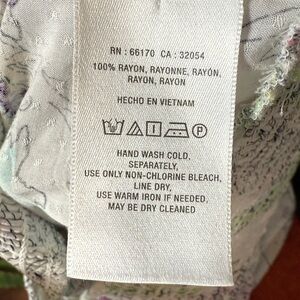 RN : 66170 CA : 32054
100% RAYON, RAYONNE, RAYÓN,
RAYON, RAYON
HECHO EN VIETNAM
HAND WASH COLD.
SEPARATELY,
USE ONLY NON-CHLORINE BLEACH,
LINE DRY,
USE WARM IRON IF NEEDED.
MAY BE DRY CLEANED